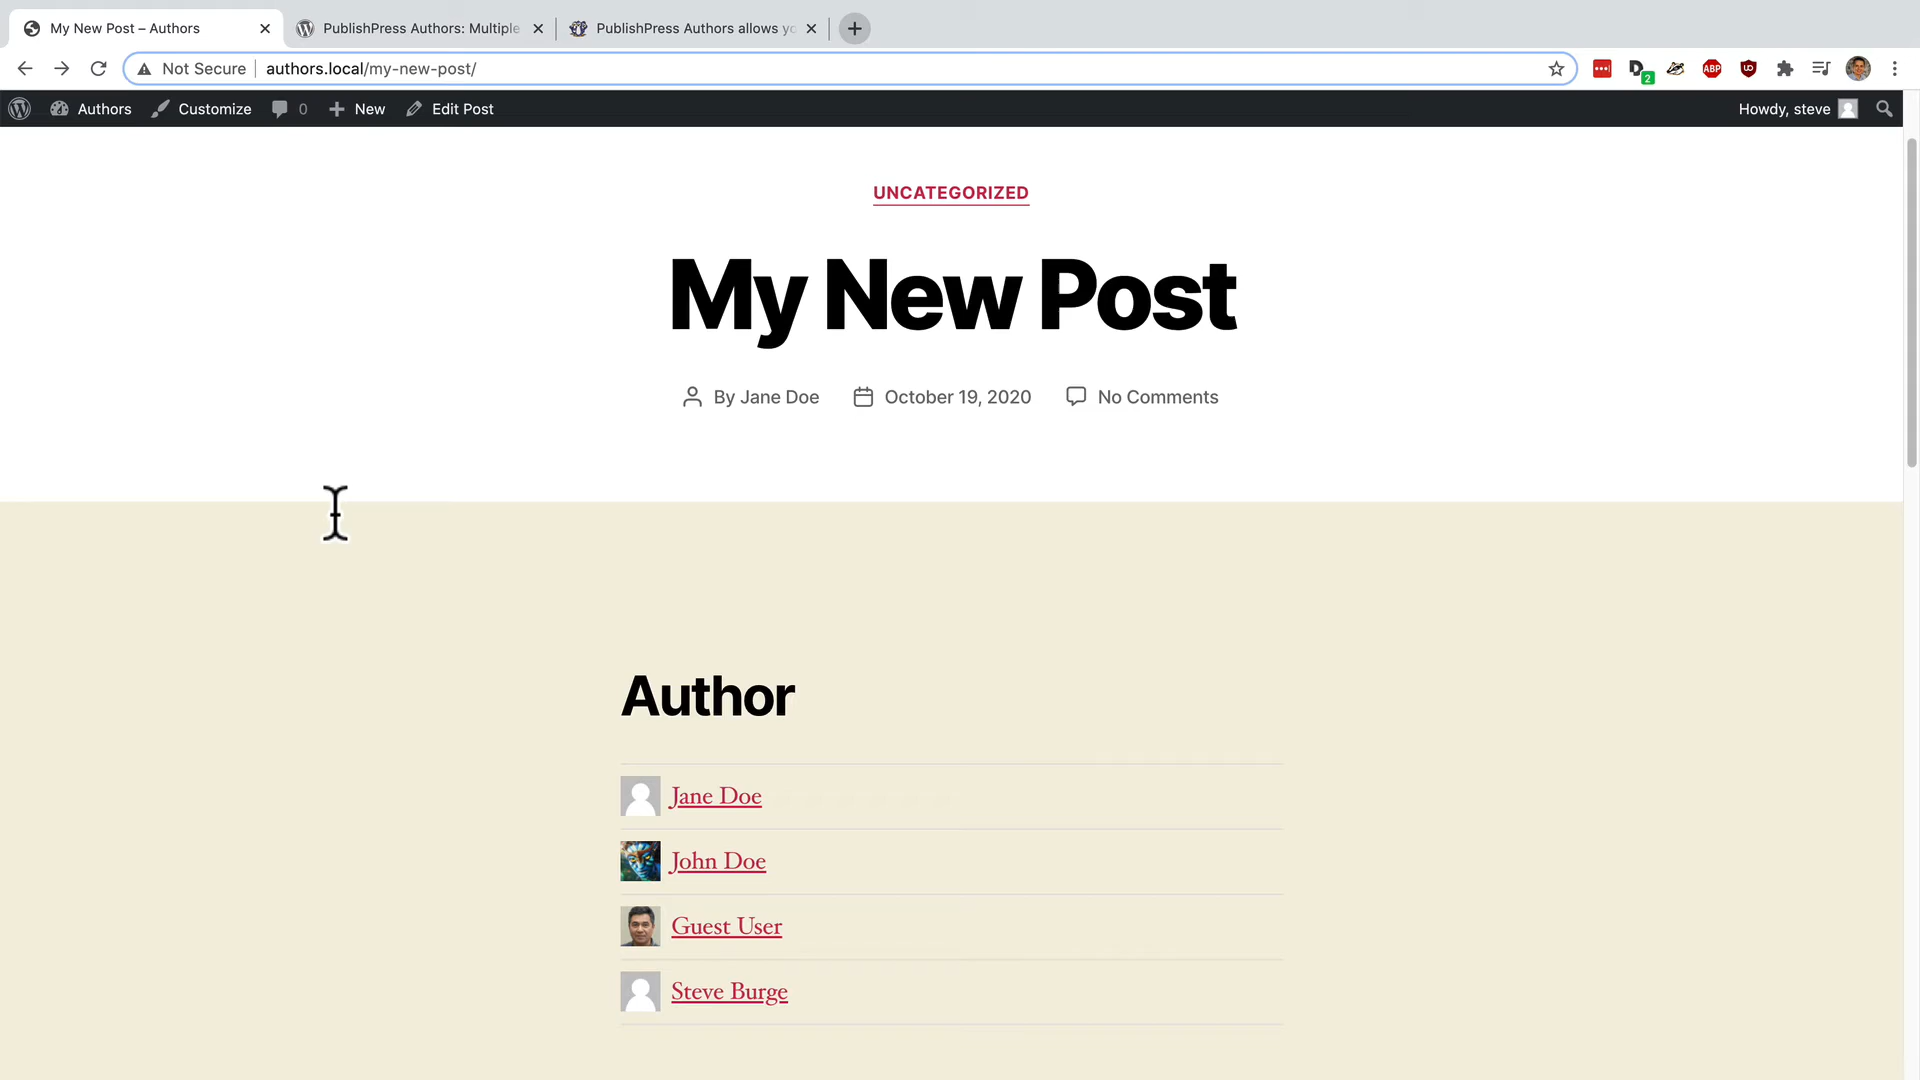 My New Post – Authors
PublishPress Authors: Multiple
PublishPress Authors allows yo
Not Secure
authors.local/my-new-post/
2
ABP
Authors
Customize
0
New
Edit Post
Howdy, steve
UNCATEGORIZED
My New Post
By Jane Doe
October 19, 2020
No Comments
Author
Jane Doe
John Doe
Guest User
Steve Burge